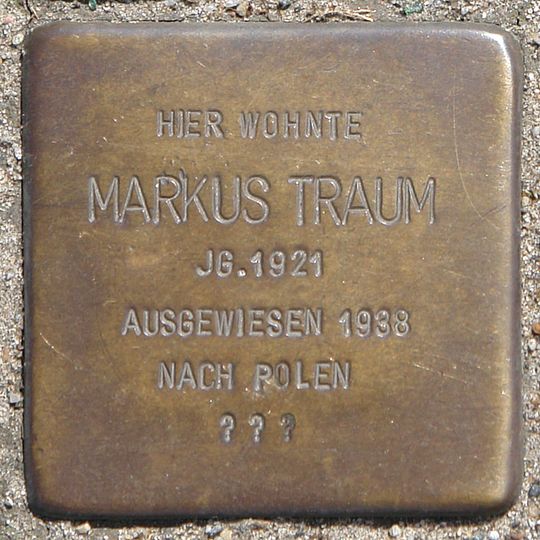 HIER WOHNTE
MARKUS TRAUM
JG.1921
AUSGEWIESEN 1938
NACH POLEN
???